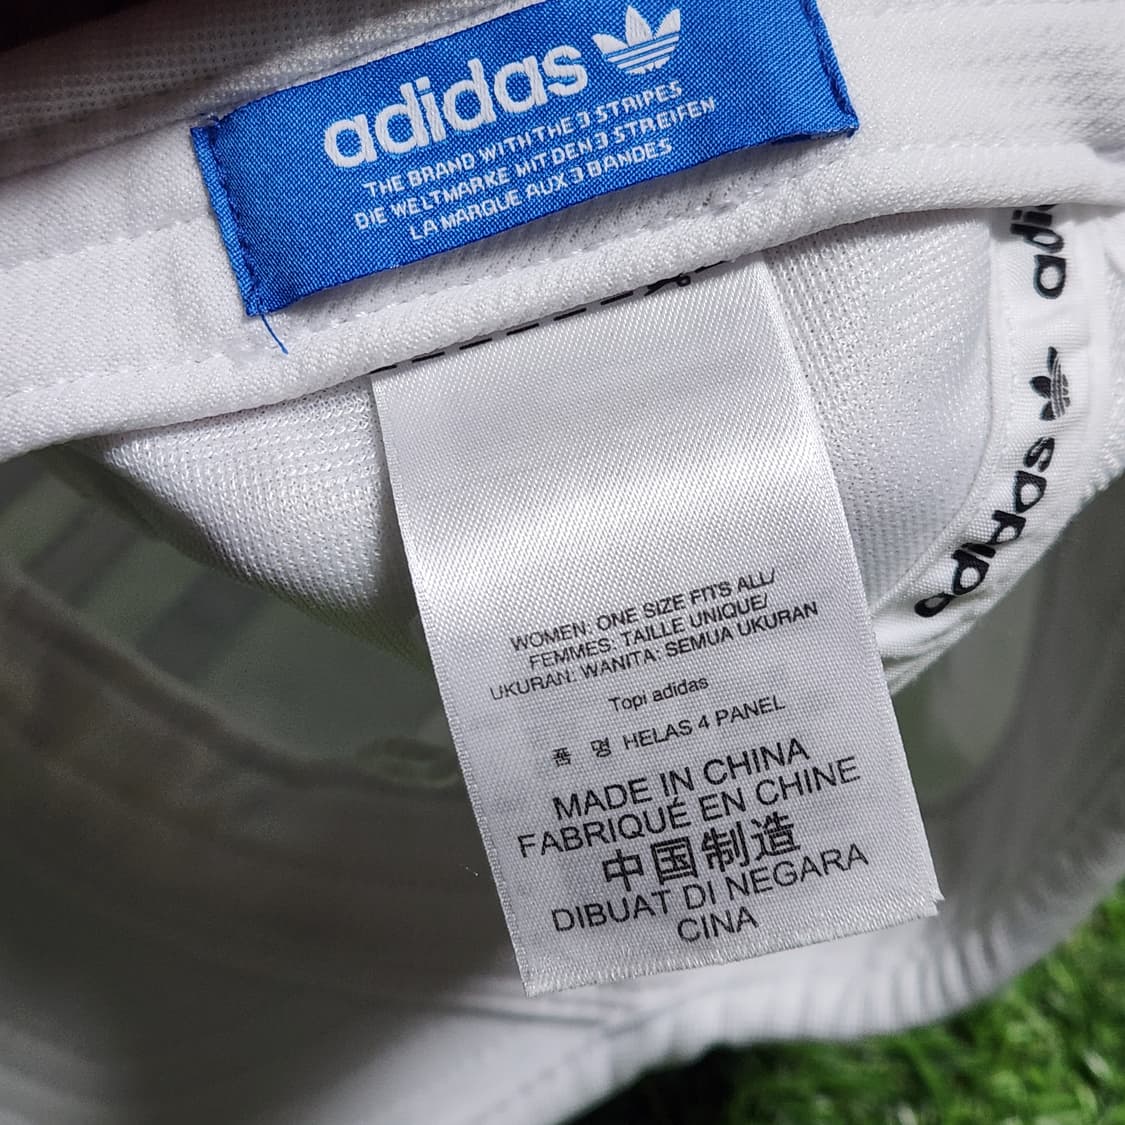 adidas
THE BRAND WITH THE 3 STRIPES
DIE WELTMARKE MIT DEN 3 STREIFEN
LA MARQUE AUX 3 BANDES
adidas
adidas
WOMEN, ONE SIZE FITS ALL/
FEMMES, TAILLE UNIQUE/
UKURAN: WANITA: SEMUA UKURAN
Topi adidas
품 명 HELAS 4 PANEL
MADE IN CHINA
FABRIQUÉ EN CHINE
中国制造
DIBUAT DI NEGARA
CINA